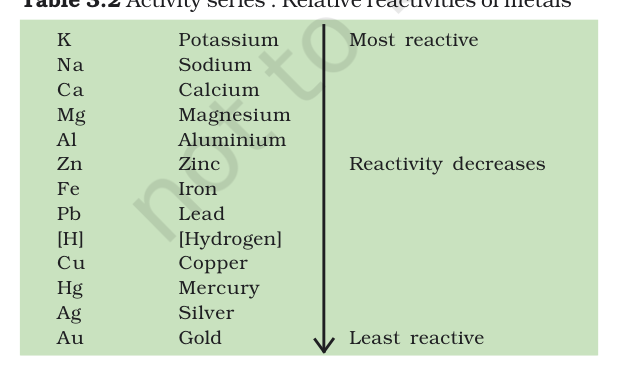 Table 3.2 Activity series : Relative reactivities of metals
K Potassium Most reactive
Na Sodium
Ca Calcium
Mg Magnesium
Al Aluminium
Zn Zinc Reactivity decreases
Fe Iron
Pb Lead
[H] [Hydrogen]
Cu Copper
Hg Mercury
Ag Silver
Au Gold Least reactive
not to